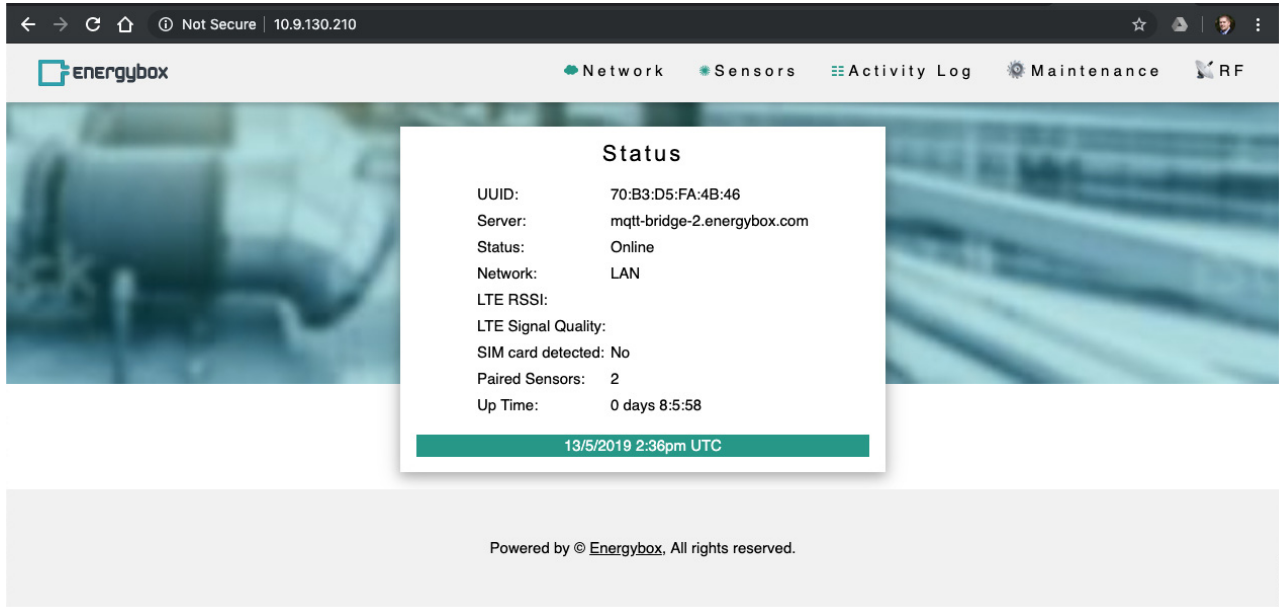 Not Secure | 10.9.130.210
energybox
Network Sensors Activity Log Maintenance RF
Status
UUID: 70:B3:D5:FA:4B:46
Server: mqtt-bridge-2.energybox.com
Status: Online
Network: LAN
LTE RSSI:
LTE Signal Quality:
SIM card detected: No
Paired Sensors: 2
Up Time: 0 days 8:5:58
13/5/2019 2:36pm UTC
Powered by © Energybox, All rights reserved.